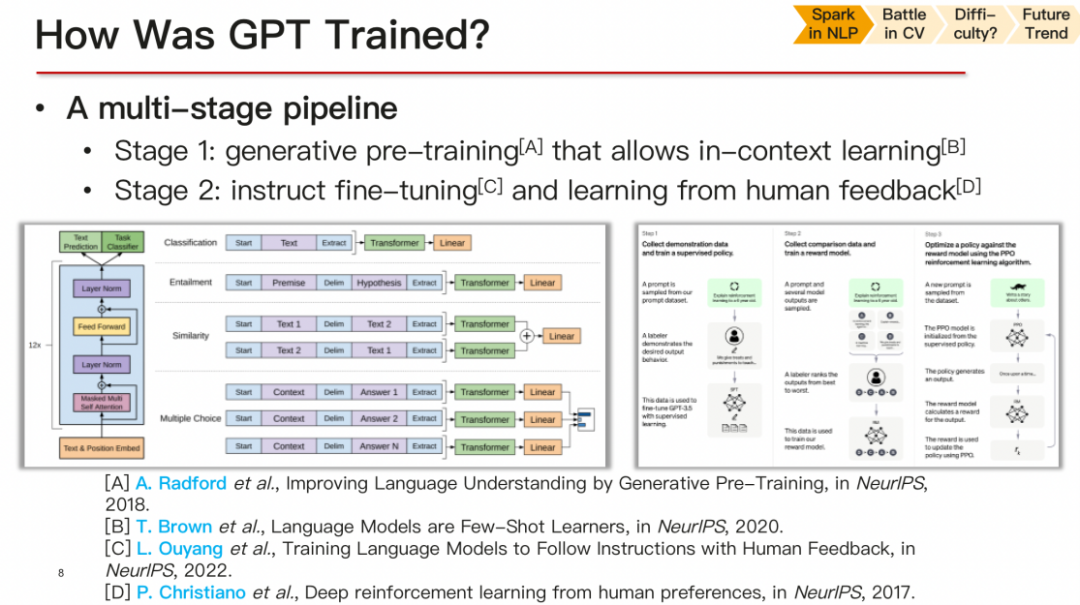 How Was GPT Trained?
Spark
in NLP
Battle
in CV
Diffi-
culty?
Future
Trend
• A multi-stage pipeline
• Stage 1: generative pre-training[A] that allows in-context learning[B]
• Stage 2: instruct fine-tuning[C] and learning from human feedback[D]
Text
Prediction
Task
Classifier
Layer Norm
Feed Forward
12x
Layer Norm
Masked Multi
Self Attention
Text & Position Embed
Classification
Start Text Extract Transformer Linear
Entailment
Start Premise Delim Hypothesis Extract Transformer Linear
Similarity
Start Text 1 Delim Text 2 Extract Transformer
Linear
Start Text 2 Delim Text 1 Extract Transformer
Multiple Choice
Start Context Delim Answer 1 Extract Transformer Linear
Start Context Delim Answer 2 Extract Transformer Linear
Start Context Delim Answer N Extract Transformer Linear
Step 1
Collect demonstration data
and train a supervised policy.
A prompt is
sampled from our
prompt dataset.
A labeler
demonstrates the
desired output
behavior.
This data is used to
fine-tune GPT-3.5
with supervised
learning.
Explain reinforcement
learning to a 6 year old.
We give treats and
punishments to teach...
SFT
Step 2
Collect comparison data and
train a reward model.
A prompt and
several model
outputs are
sampled.
A labeler ranks the
outputs from best
to worst.
This data is used
to train our
reward model.
Explain reinforcement
learning to a 6 year old.
RM
Step 3
Optimize a policy against the
reward model using the PPO
reinforcement learning algorithm.
A new prompt is
sampled from
the dataset.
The PPO model is
initialized from the
supervised policy.
The policy generates
an output.
The reward model
calculates a reward
for the output.
The reward is used
to update the
policy using PPO.
Write a story
about otters.
PPO
Once upon a time...
RM
rk
[A] A. Radford et al., Improving Language Understanding by Generative Pre-Training, in NeurIPS,
2018.
[B] T. Brown et al., Language Models are Few-Shot Learners, in NeurIPS, 2020.
[C] L. Ouyang et al., Training Language Models to Follow Instructions with Human Feedback, in
NeurIPS, 2022.
[D] P. Christiano et al., Deep reinforcement learning from human preferences, in NeurIPS, 2017.
8